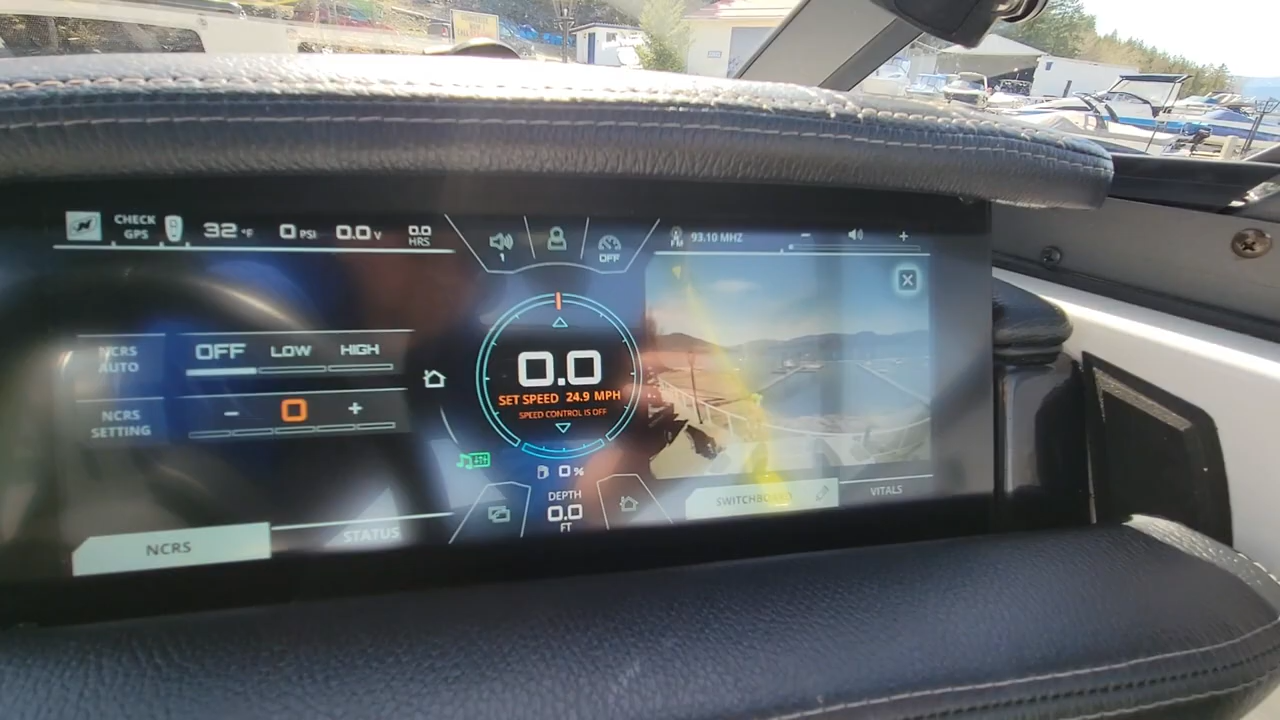 CHECK
GPS
32 °F
0 PSI
0.0 V
0.0
HRS
1
OFF
FM
93.10 MHZ
NCRS
AUTO
OFF
LOW
HIGH
NCRS
SETTING
0
0.0
SET SPEED 24.9 MPH
SPEED CONTROL IS OFF
0 %
DEPTH
0.0
FT
NCRS
STATUS
SWITCHBOARD
VITALS